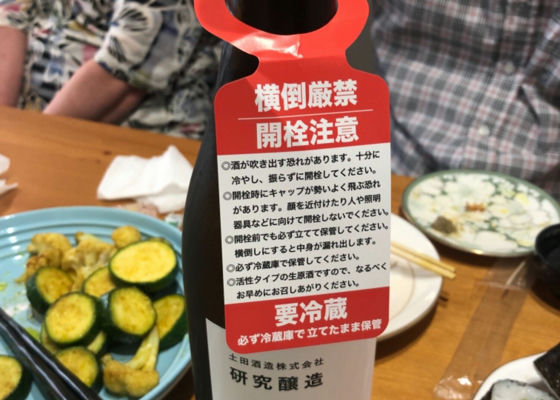 横倒厳禁
開栓注意
◎酒が吹き出す恐れがあります。十分に
冷やし、振らずに開栓してください。
◎開栓時にキャップが勢いよく飛ぶ恐れ
があります。顔を近付けたり人や照明
器具などに向けて開栓しないでください。
◎開栓前でも必ず立てて保管してください。
横倒しにすると中身が漏れ出します。
◎必ず冷蔵庫で保管してください。
◎活性タイプの生原酒ですので、なるべく
お早めにお召しあがりください。
要冷蔵
必ず冷蔵庫で立てたまま保管
土田酒造株式会社
研究醸造